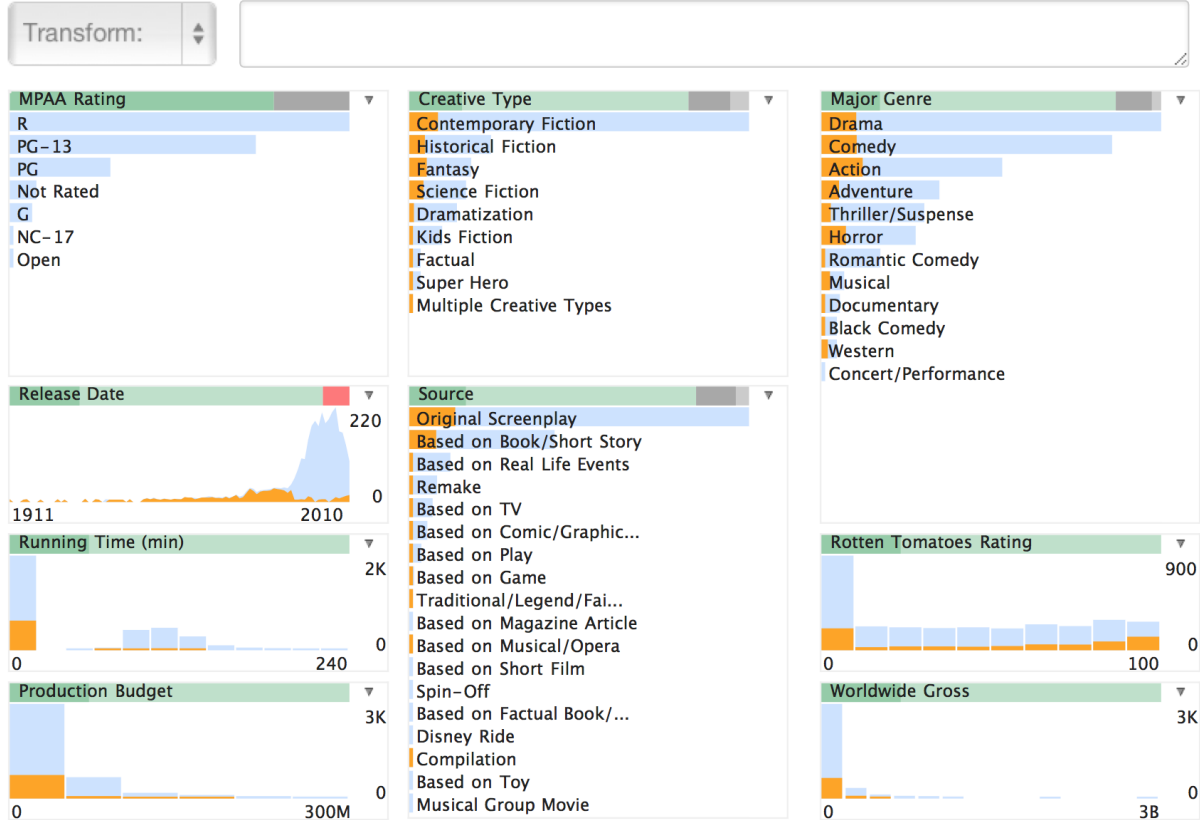 Transform:
MPAA Rating
R
PG-13
PG
Not Rated
G
NC-17
Open
Creative Type
Contemporary Fiction
Historical Fiction
Fantasy
Science Fiction
Dramatization
Kids Fiction
Factual
Super Hero
Multiple Creative Types
Major Genre
Drama
Comedy
Action
Adventure
Thriller/Suspense
Horror
Romantic Comedy
Musical
Documentary
Black Comedy
Western
Concert/Performance
Release Date
220
0
1911 2010
Source
Original Screenplay
Based on Book/Short Story
Based on Real Life Events
Remake
Based on TV
Based on Comic/Graphic...
Based on Play
Based on Game
Traditional/Legend/Fai...
Based on Magazine Article
Based on Musical/Opera
Based on Short Film
Spin-Off
Based on Factual Book/...
Disney Ride
Compilation
Based on Toy
Musical Group Movie
Running Time (min)
2K
0
0 240
Rotten Tomatoes Rating
900
0
0 100
Production Budget
3K
0
0 300M
Worldwide Gross
3K
0
0 3B